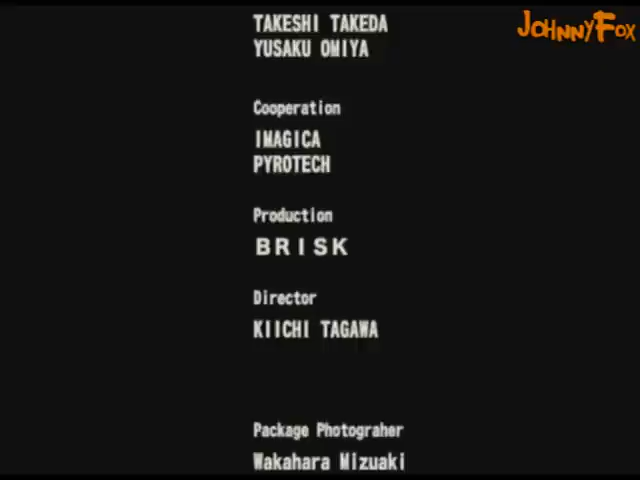 JOHNNYFOX
TAKESHI TAKEDA
YUSAKU OMIYA
Cooperation
IMAGICA
PYROTECH
Production
BRISK
Director
KIICHI TAGAWA
Package Photograher
Wakahara Mizuaki